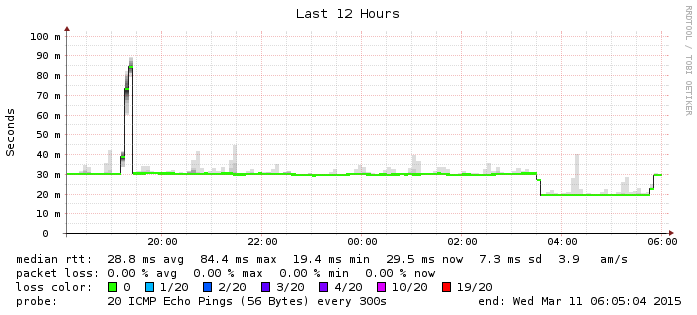 Last 12 Hours
RRDTOOL / TOBI OETIKER
Seconds
100 m
90 m
80 m
70 m
60 m
50 m
40 m
30 m
20 m
10 m
0
20:00 22:00 00:00 02:00 04:00 06:00
median rtt: 28.8 ms avg 84.4 ms max 19.4 ms min 29.5 ms now 7.3 ms sd 3.9 am/s
packet loss: 0.00 % avg 0.00 % max 0.00 % min 0.00 % now
loss color: 0 1/20 2/20 3/20 4/20 10/20 19/20
probe: 20 ICMP Echo Pings (56 Bytes) every 300s end: Wed Mar 11 06:05:04 2015